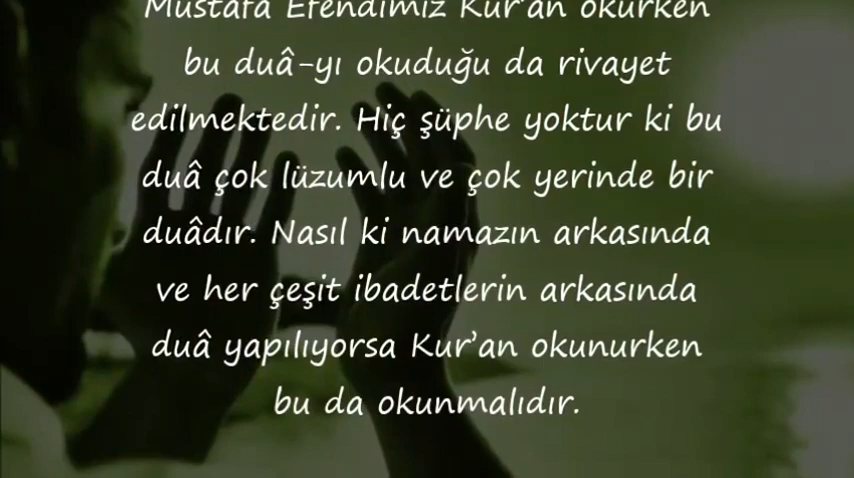 Mustafa Efendimiz Kur'an okurken
bu duâ-yı okuduğu da rivayet
edilmektedir. Hiç şüphe yoktur ki bu
duâ çok lüzumlu ve çok yerinde bir
duâdır. Nasıl ki namazın arkasında
ve her çeşit ibadetlerin arkasında
duâ yapılıyorsa Kur'an okunurken
bu da okunmalıdır.